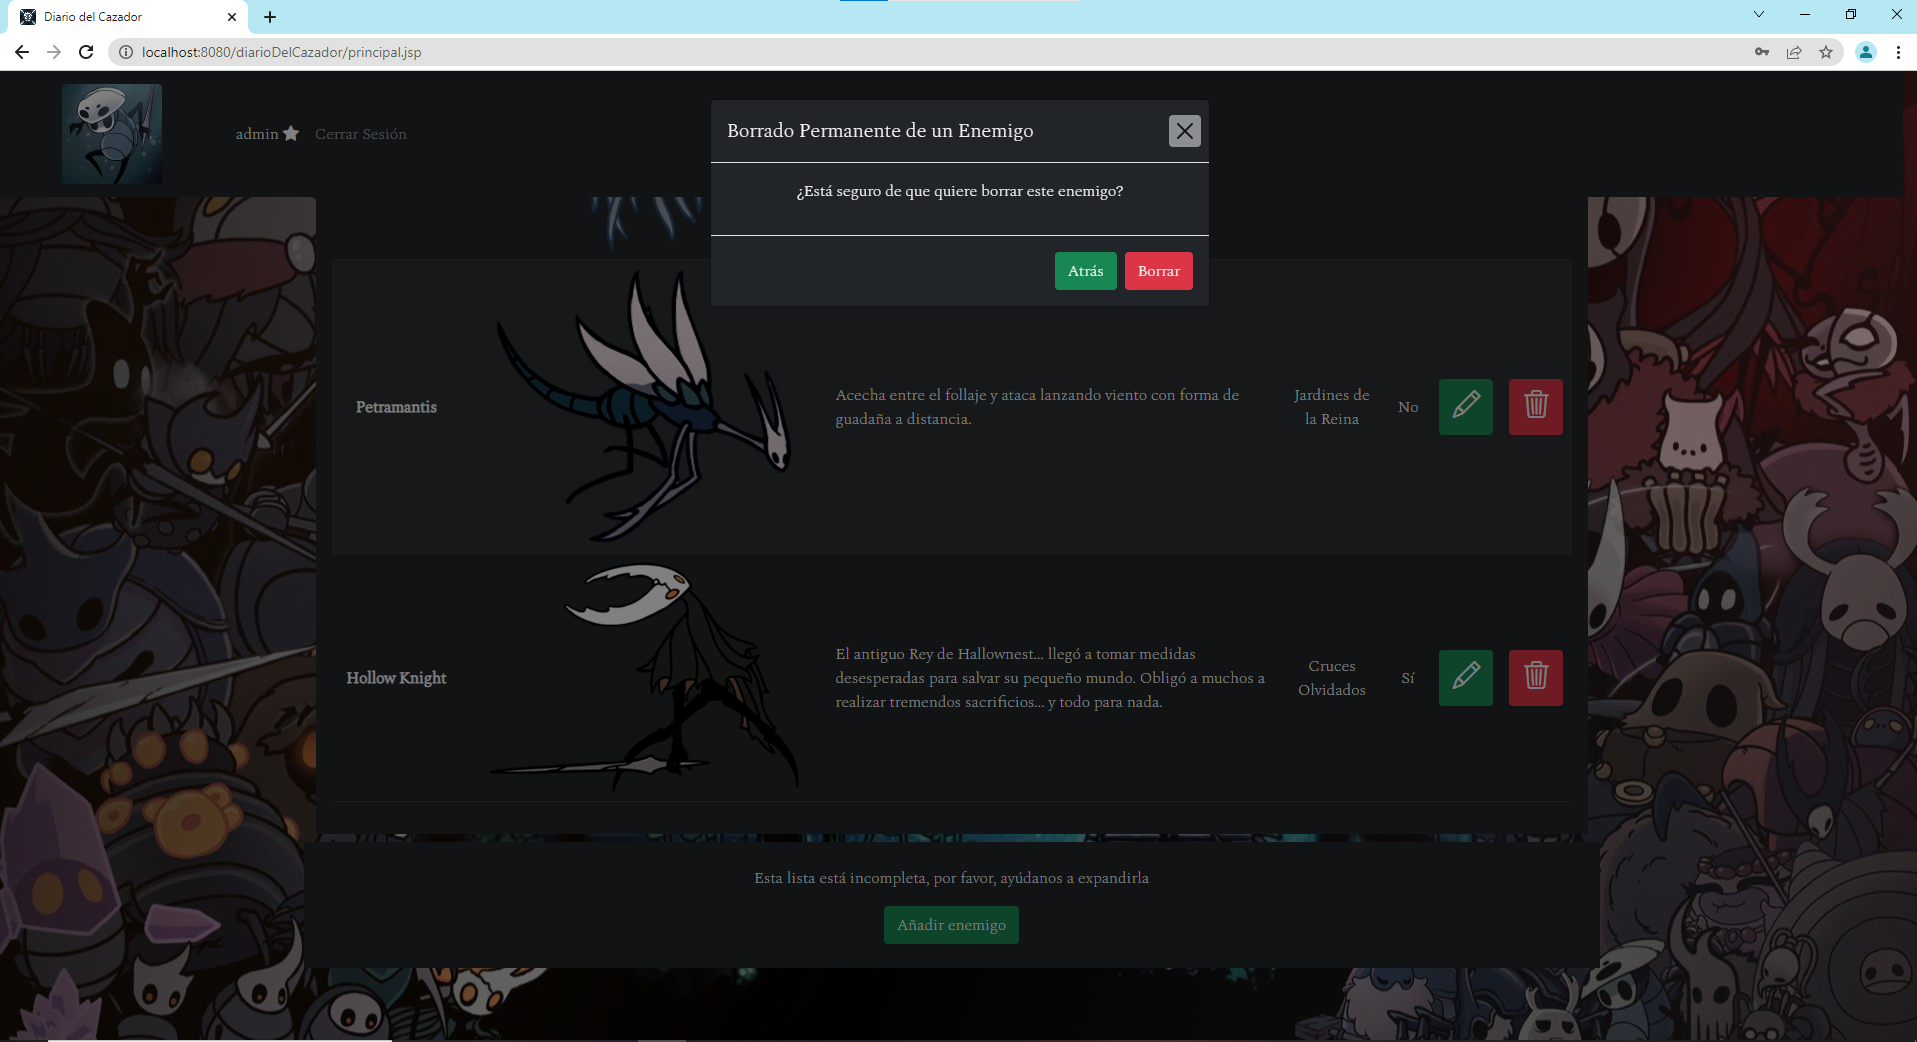 Diario del Cazador
localhost:8080/diarioDelCazador/principal.jsp
admin Cerrar Sesión
Borrado Permanente de un Enemigo
¿Está seguro de que quiere borrar este enemigo?
Atrás Borrar
Petramantis
Acecha entre el follaje y ataca lanzando viento con forma de
guadaña a distancia.
Jardines de
la Reina
No
Hollow Knight
El antiguo Rey de Hallownest... llegó a tomar medidas
desesperadas para salvar su pequeño mundo. Obligó a muchos a
realizar tremendos sacrificios... y todo para nada.
Cruces
Olvidados
Sí
Esta lista está incompleta, por favor, ayúdanos a expandirla
Añadir enemigo